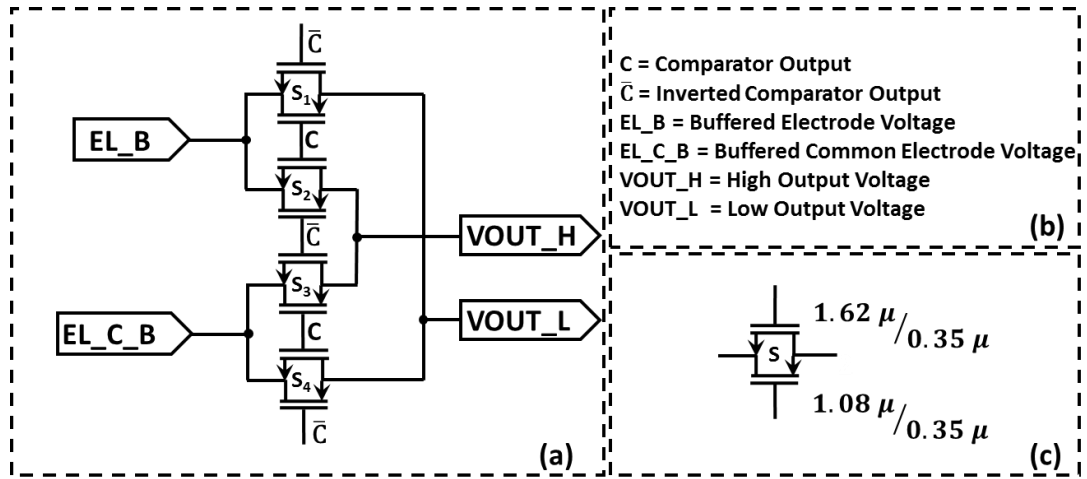 C̅
S₁
EL_B
C
S₂
C̅
VOUT_H
S₃
EL_C_B
C
VOUT_L
S₄
C̅
(a)
C = Comparator Output
C̅ = Inverted Comparator Output
EL_B = Buffered Electrode Voltage
EL_C_B = Buffered Common Electrode Voltage
VOUT_H = High Output Voltage
VOUT_L = Low Output Voltage
(b)
1.62 μ/0.35 μ
S
1.08 μ/0.35 μ
(c)